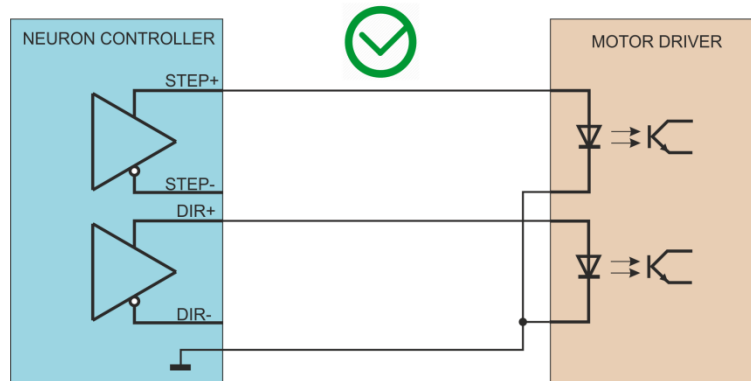 NEURON CONTROLLER
MOTOR DRIVER
STEP+
STEP-
DIR+
DIR-